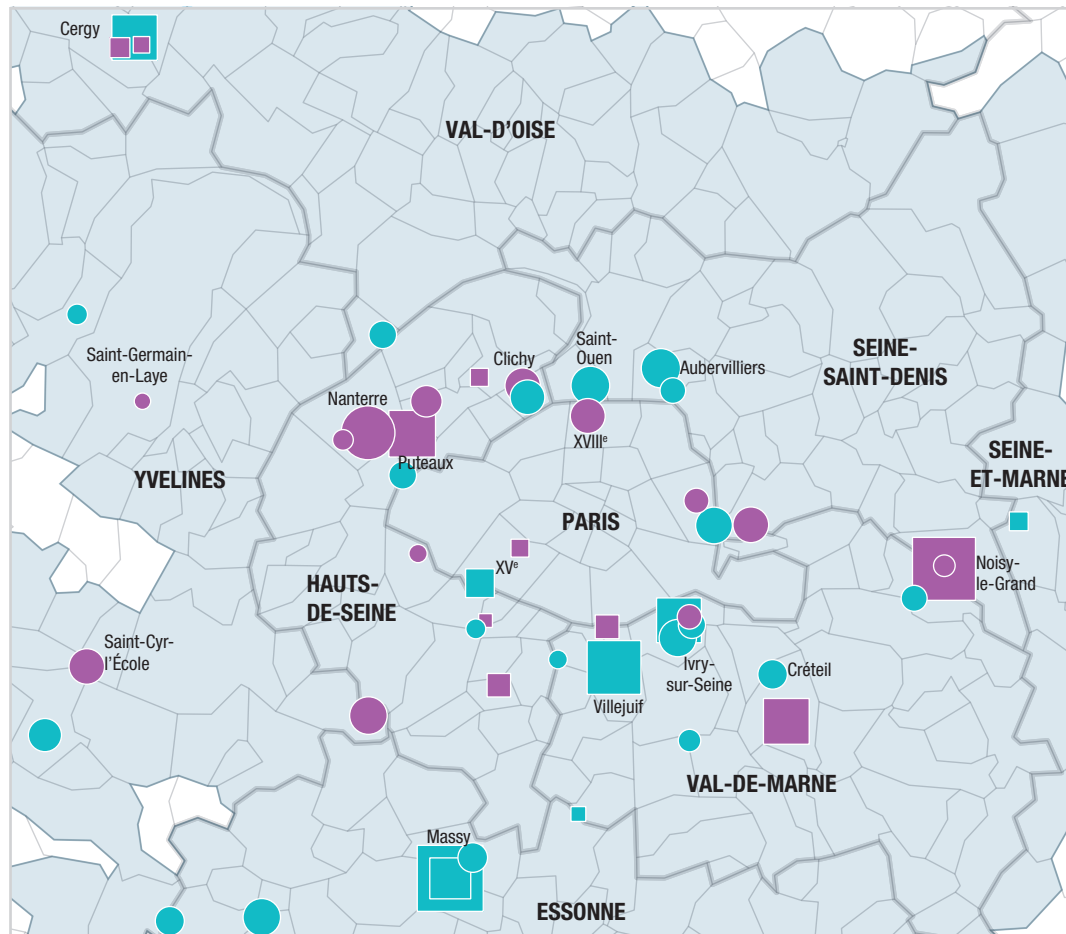 Cergy
VAL-D'OISE
Saint-
Ouen
Clichy
Aubervilliers
SEINE-
SAINT-DENIS
Saint-Germain-
en-Laye
Nanterre
XVIIIe
Puteaux
YVELINES
SEINE-
ET-MARNE
PARIS
XVe
HAUTS-
DE-SEINE
Noisy-
le-Grand
Saint-Cyr-
l'École
Ivry-
sur-Seine
Créteil
Villejuif
VAL-DE-MARNE
Massy
ESSONNE